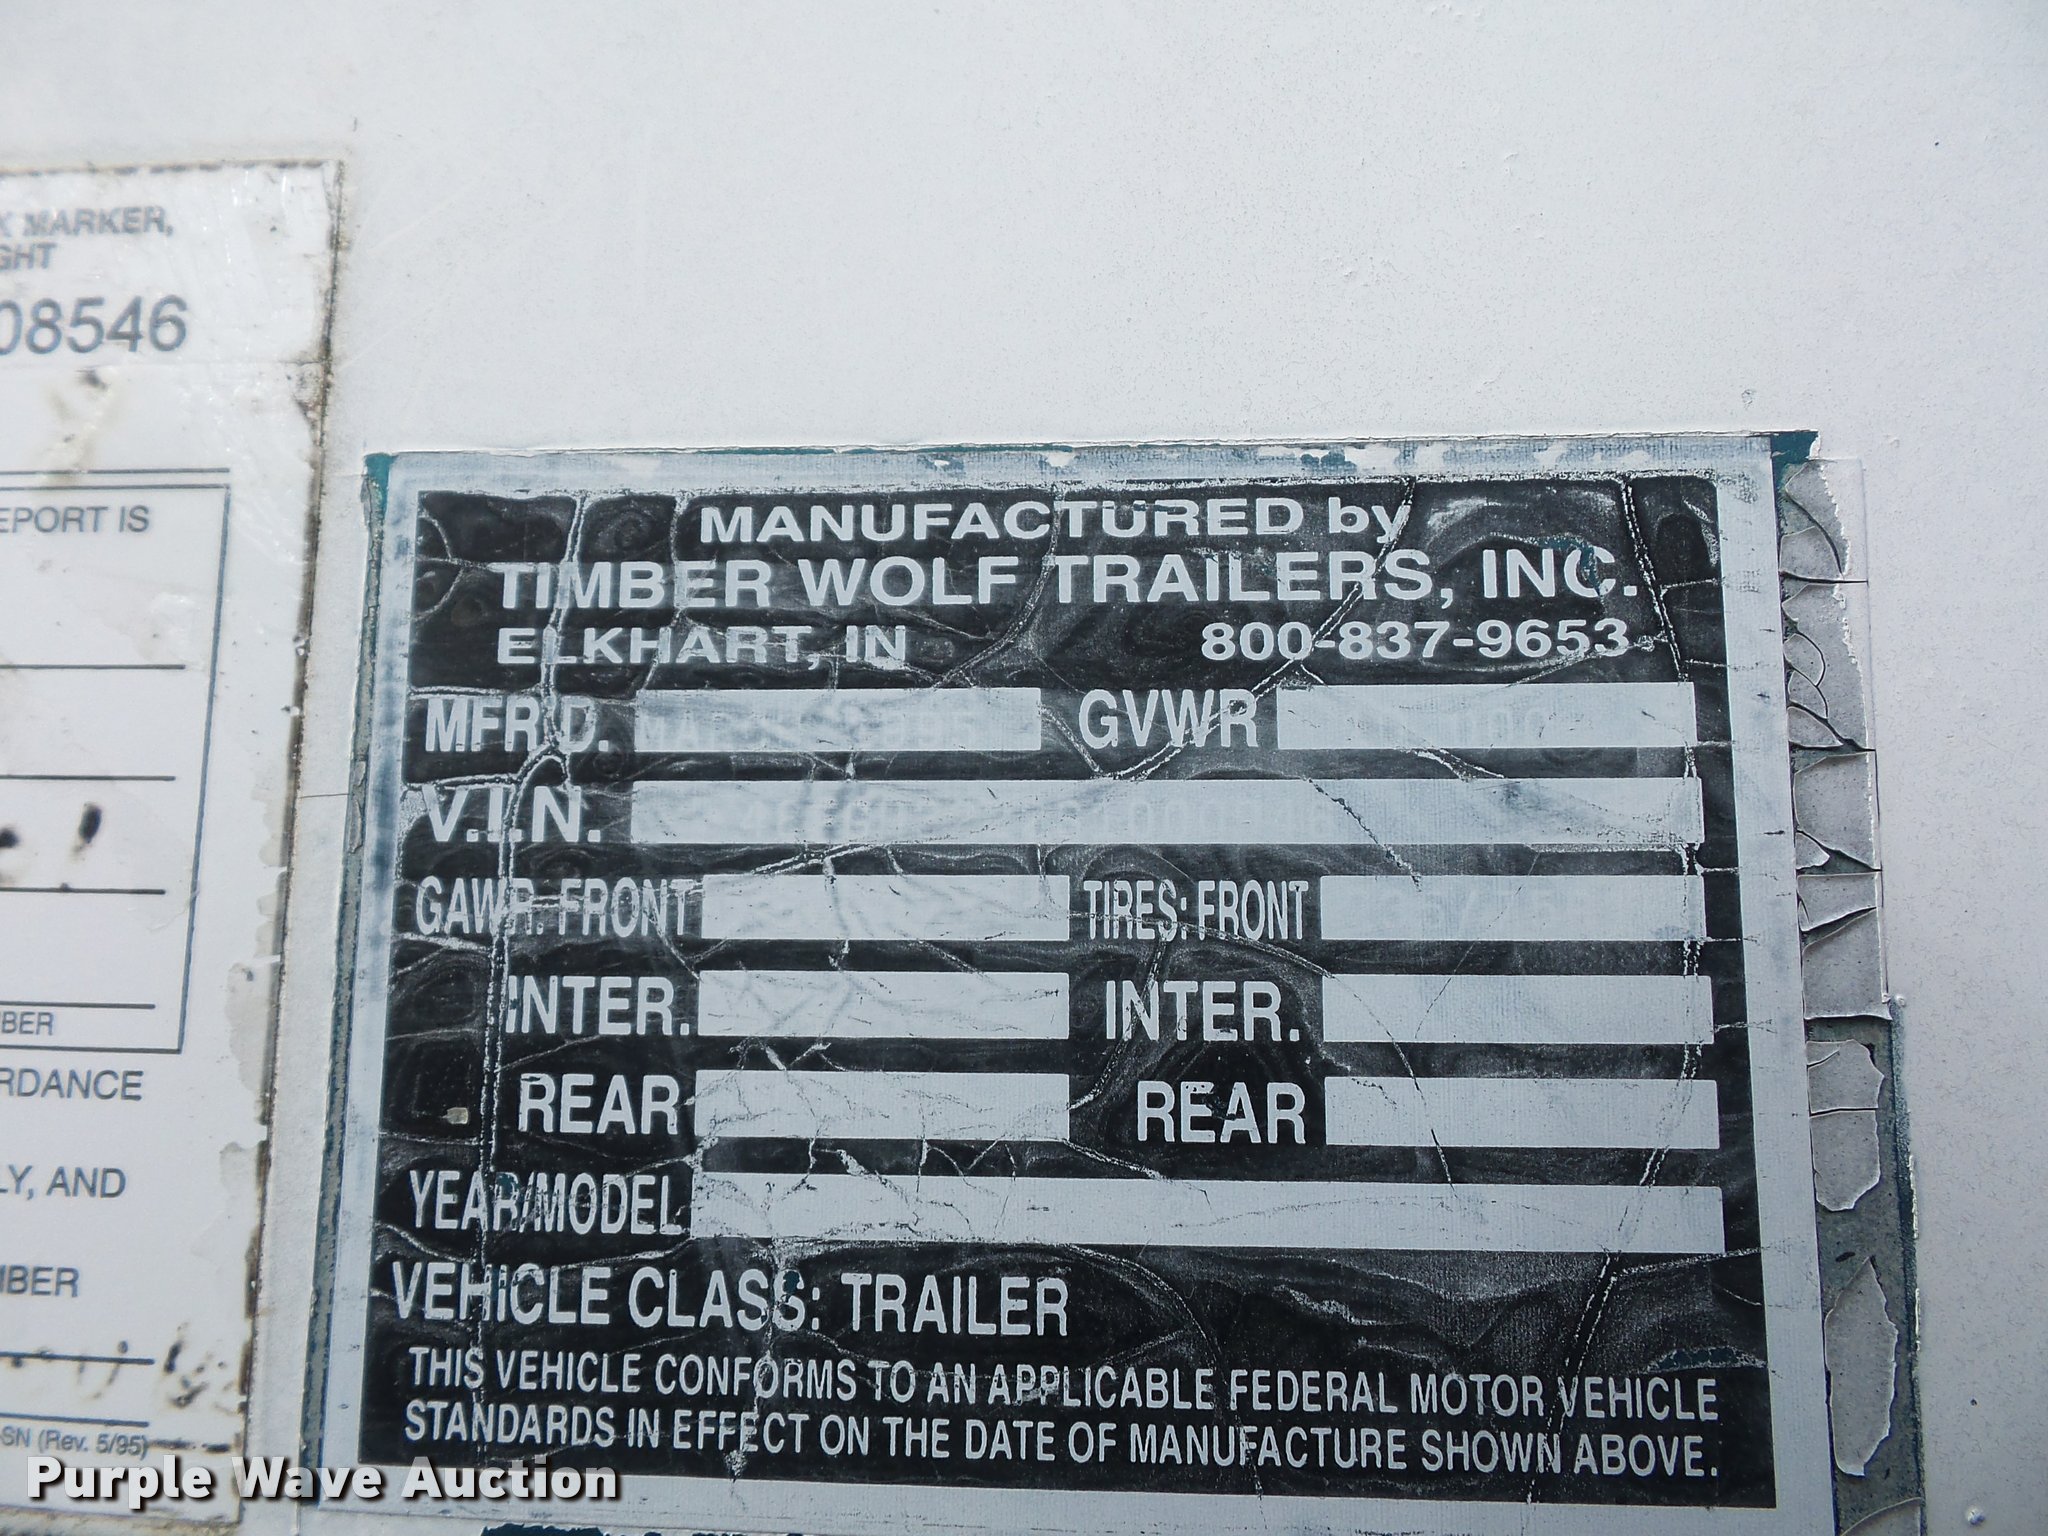 K MARKER,
GHT
08546
EPORT IS
BER
RDANCE
LY, AND
MBER
SN (Rev. 5/95)
MANUFACTURED by
TIMBER WOLF TRAILERS, INC.
ELKHART, IN 800-837-9653
MFR'D. GVWR
V.I.N.
GAWR: FRONT TIRES: FRONT
INTER. INTER.
REAR REAR
YEAR/MODEL
VEHICLE CLASS: TRAILER
THIS VEHICLE CONFORMS TO AN APPLICABLE FEDERAL MOTOR VEHICLE
STANDARDS IN EFFECT ON THE DATE OF MANUFACTURE SHOWN ABOVE.
Purple Wave Auction